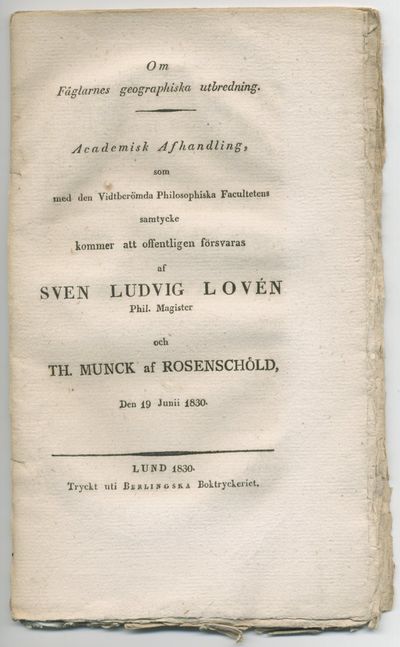 Om
Fåglarnes geographiska utbredning.
Academisk Afhandling,
som
med den Vidtberömda Philosophiska Facultetens
samtycke
kommer att offentligen försvaras
af
SVEN LUDVIG LOVÉN
Phil. Magister
och
TH. MUNCK af ROSENSCHÖLD,
Den 19 Junii 1830.
LUND 1830.
Tryckt uti BERLINGSKA Boktryckeriet.